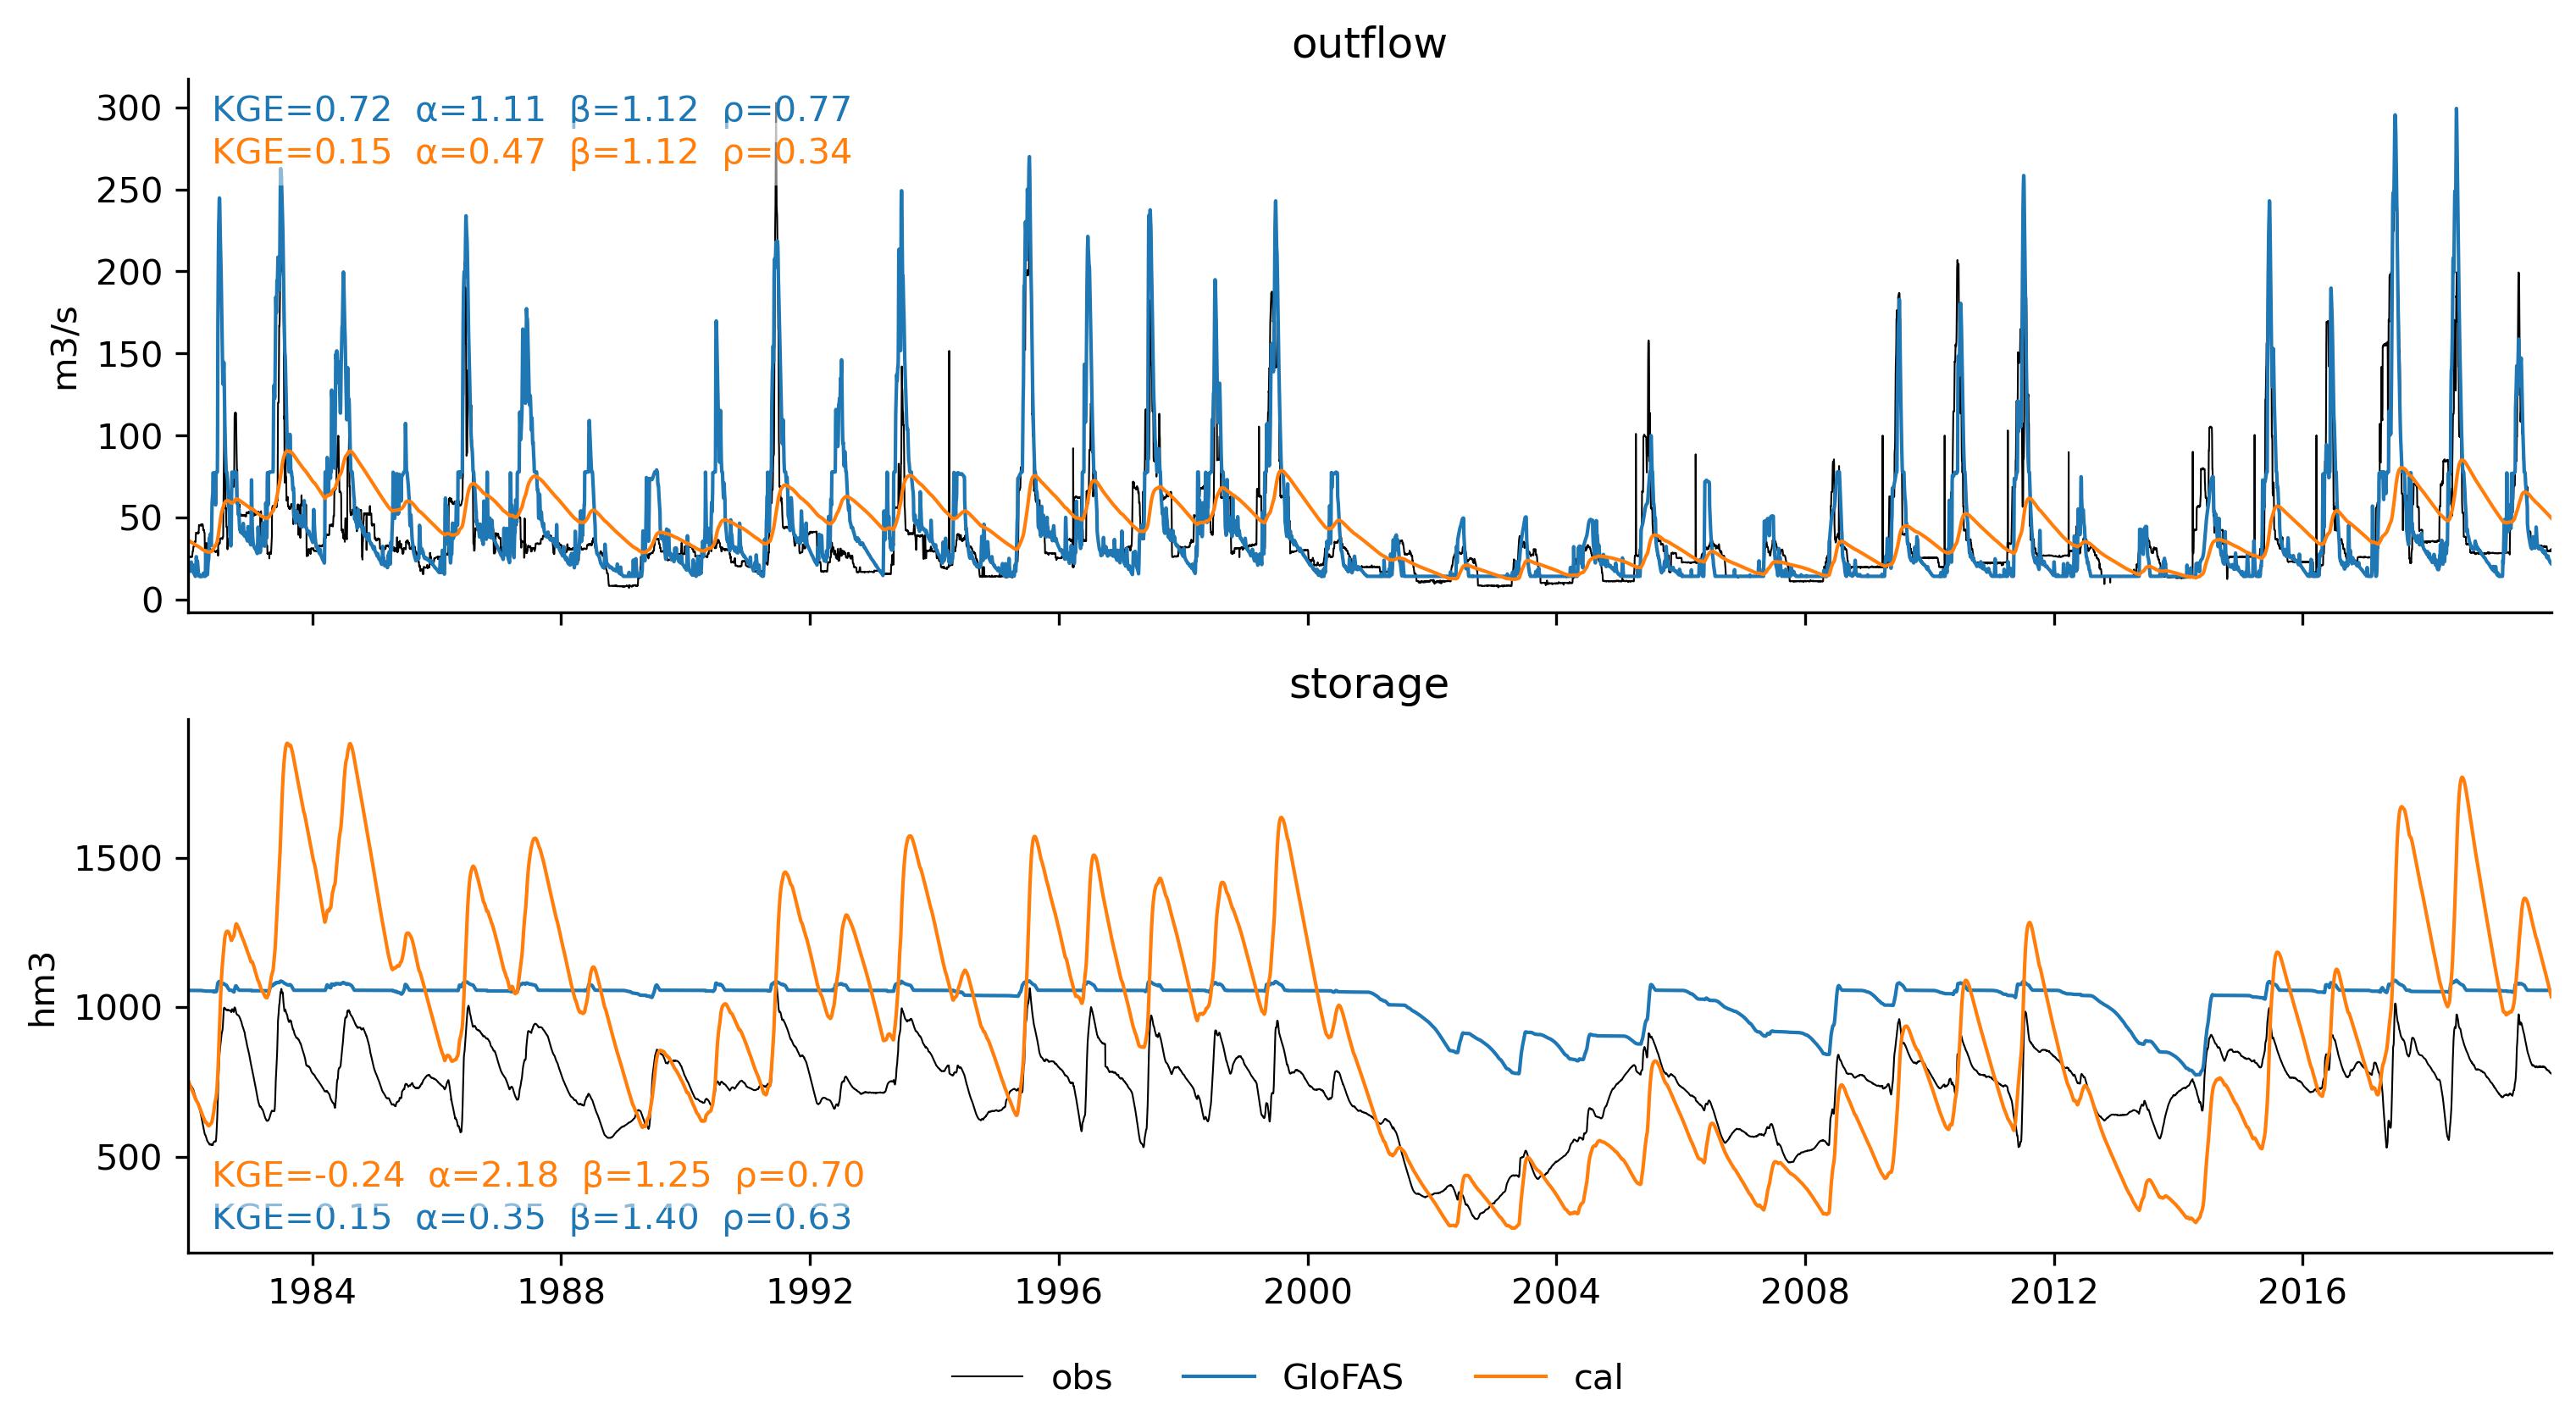 outflow
KGE=0.72 α=1.11 β=1.12 ρ=0.77
KGE=0.15 α=0.47 β=1.12 ρ=0.34
300
250
200
150
100
50
0
m3/s
storage
1500
1000
500
hm3
KGE=-0.24 α=2.18 β=1.25 ρ=0.70
KGE=0.15 α=0.35 β=1.40 ρ=0.63
1984 1988 1992 1996 2000 2004 2008 2012 2016
obs GloFAS cal